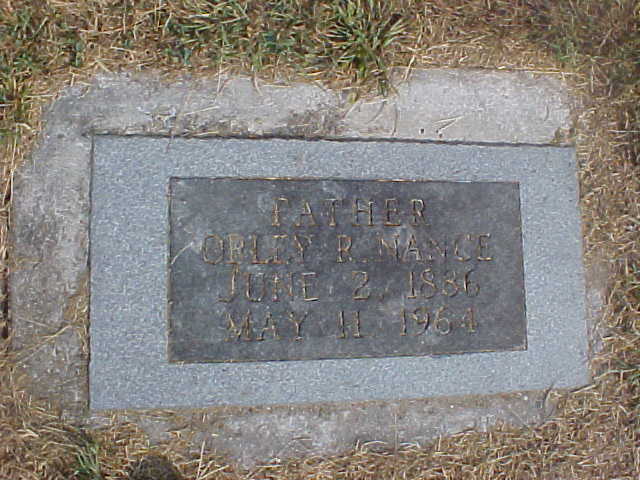 FATHER
ORLEY R. NANCE
JUNE 2, 1886
MAY 11, 1964